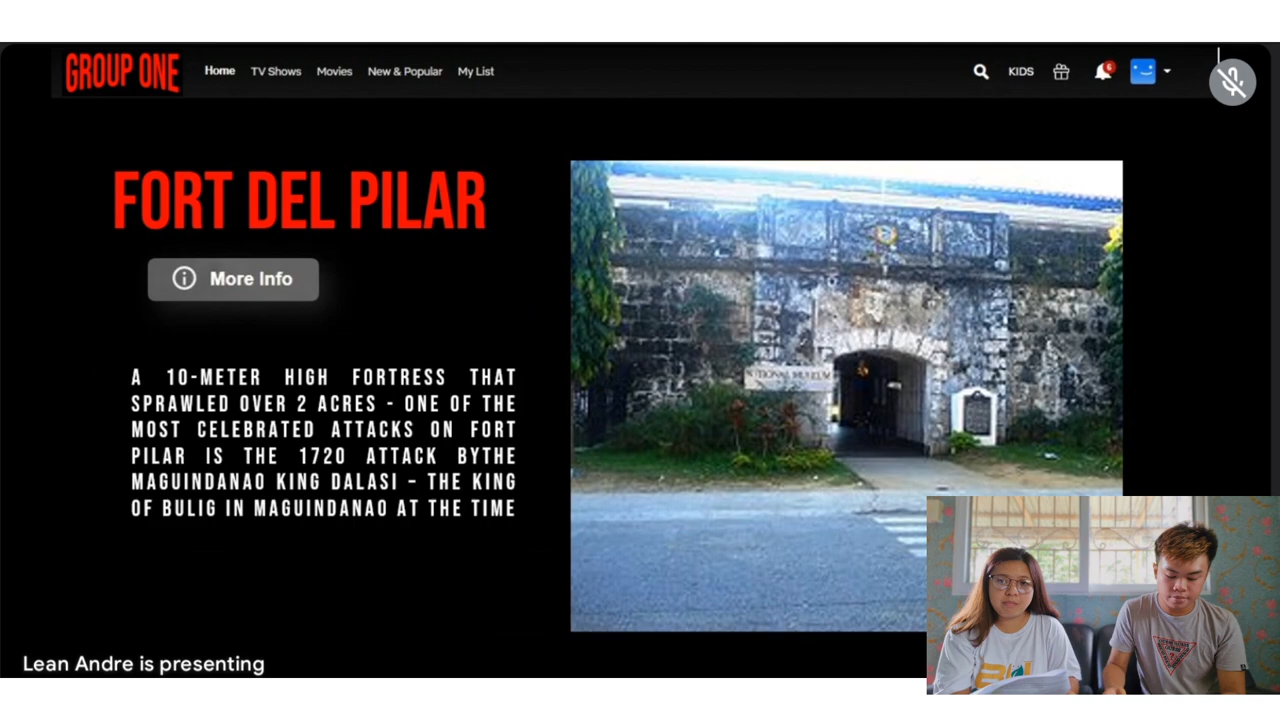 GROUP ONE
Home TV Shows Movies New & Popular My List
KIDS
6
FORT DEL PILAR
More Info
A 10-METER HIGH FORTRESS THAT
SPRAWLED OVER 2 ACRES - ONE OF THE
MOST CELEBRATED ATTACKS ON FORT
PILAR IS THE 1720 ATTACK BYTHE
MAGUINDANAO KING DALASI – THE KING
OF BULIG IN MAGUINDANAO AT THE TIME
NATIONAL MUSEUM
Lean Andre is presenting